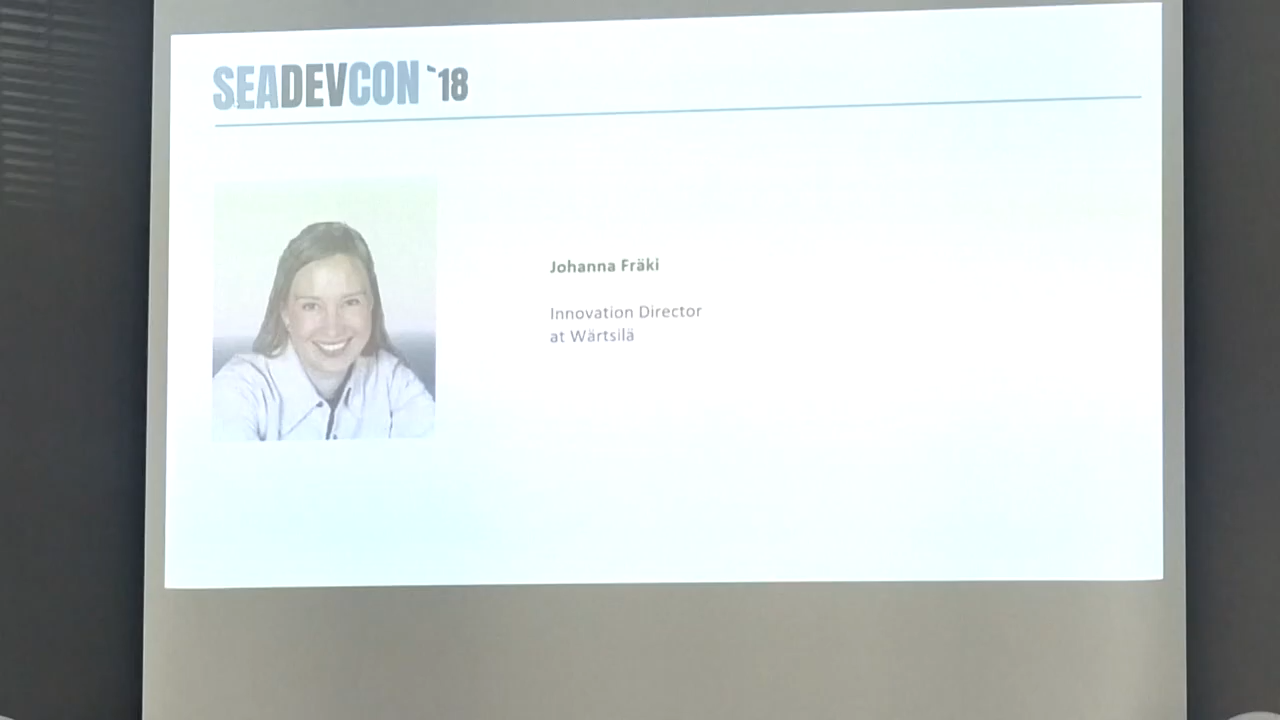 SEADEVCON `18
Johanna Fräki
Innovation Director
at Wärtsilä